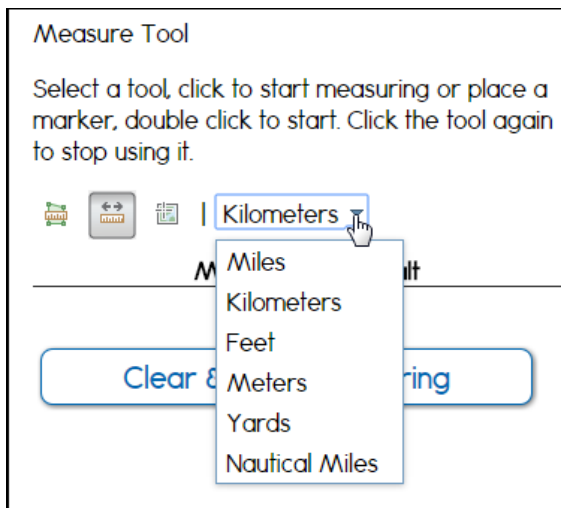 Measure Tool
Select a tool, click to start measuring or place a
marker, double click to start. Click the tool again
to stop using it.
| Kilometers
Miles
Kilometers
Feet
Meters
Yards
Nautical Miles
Clear